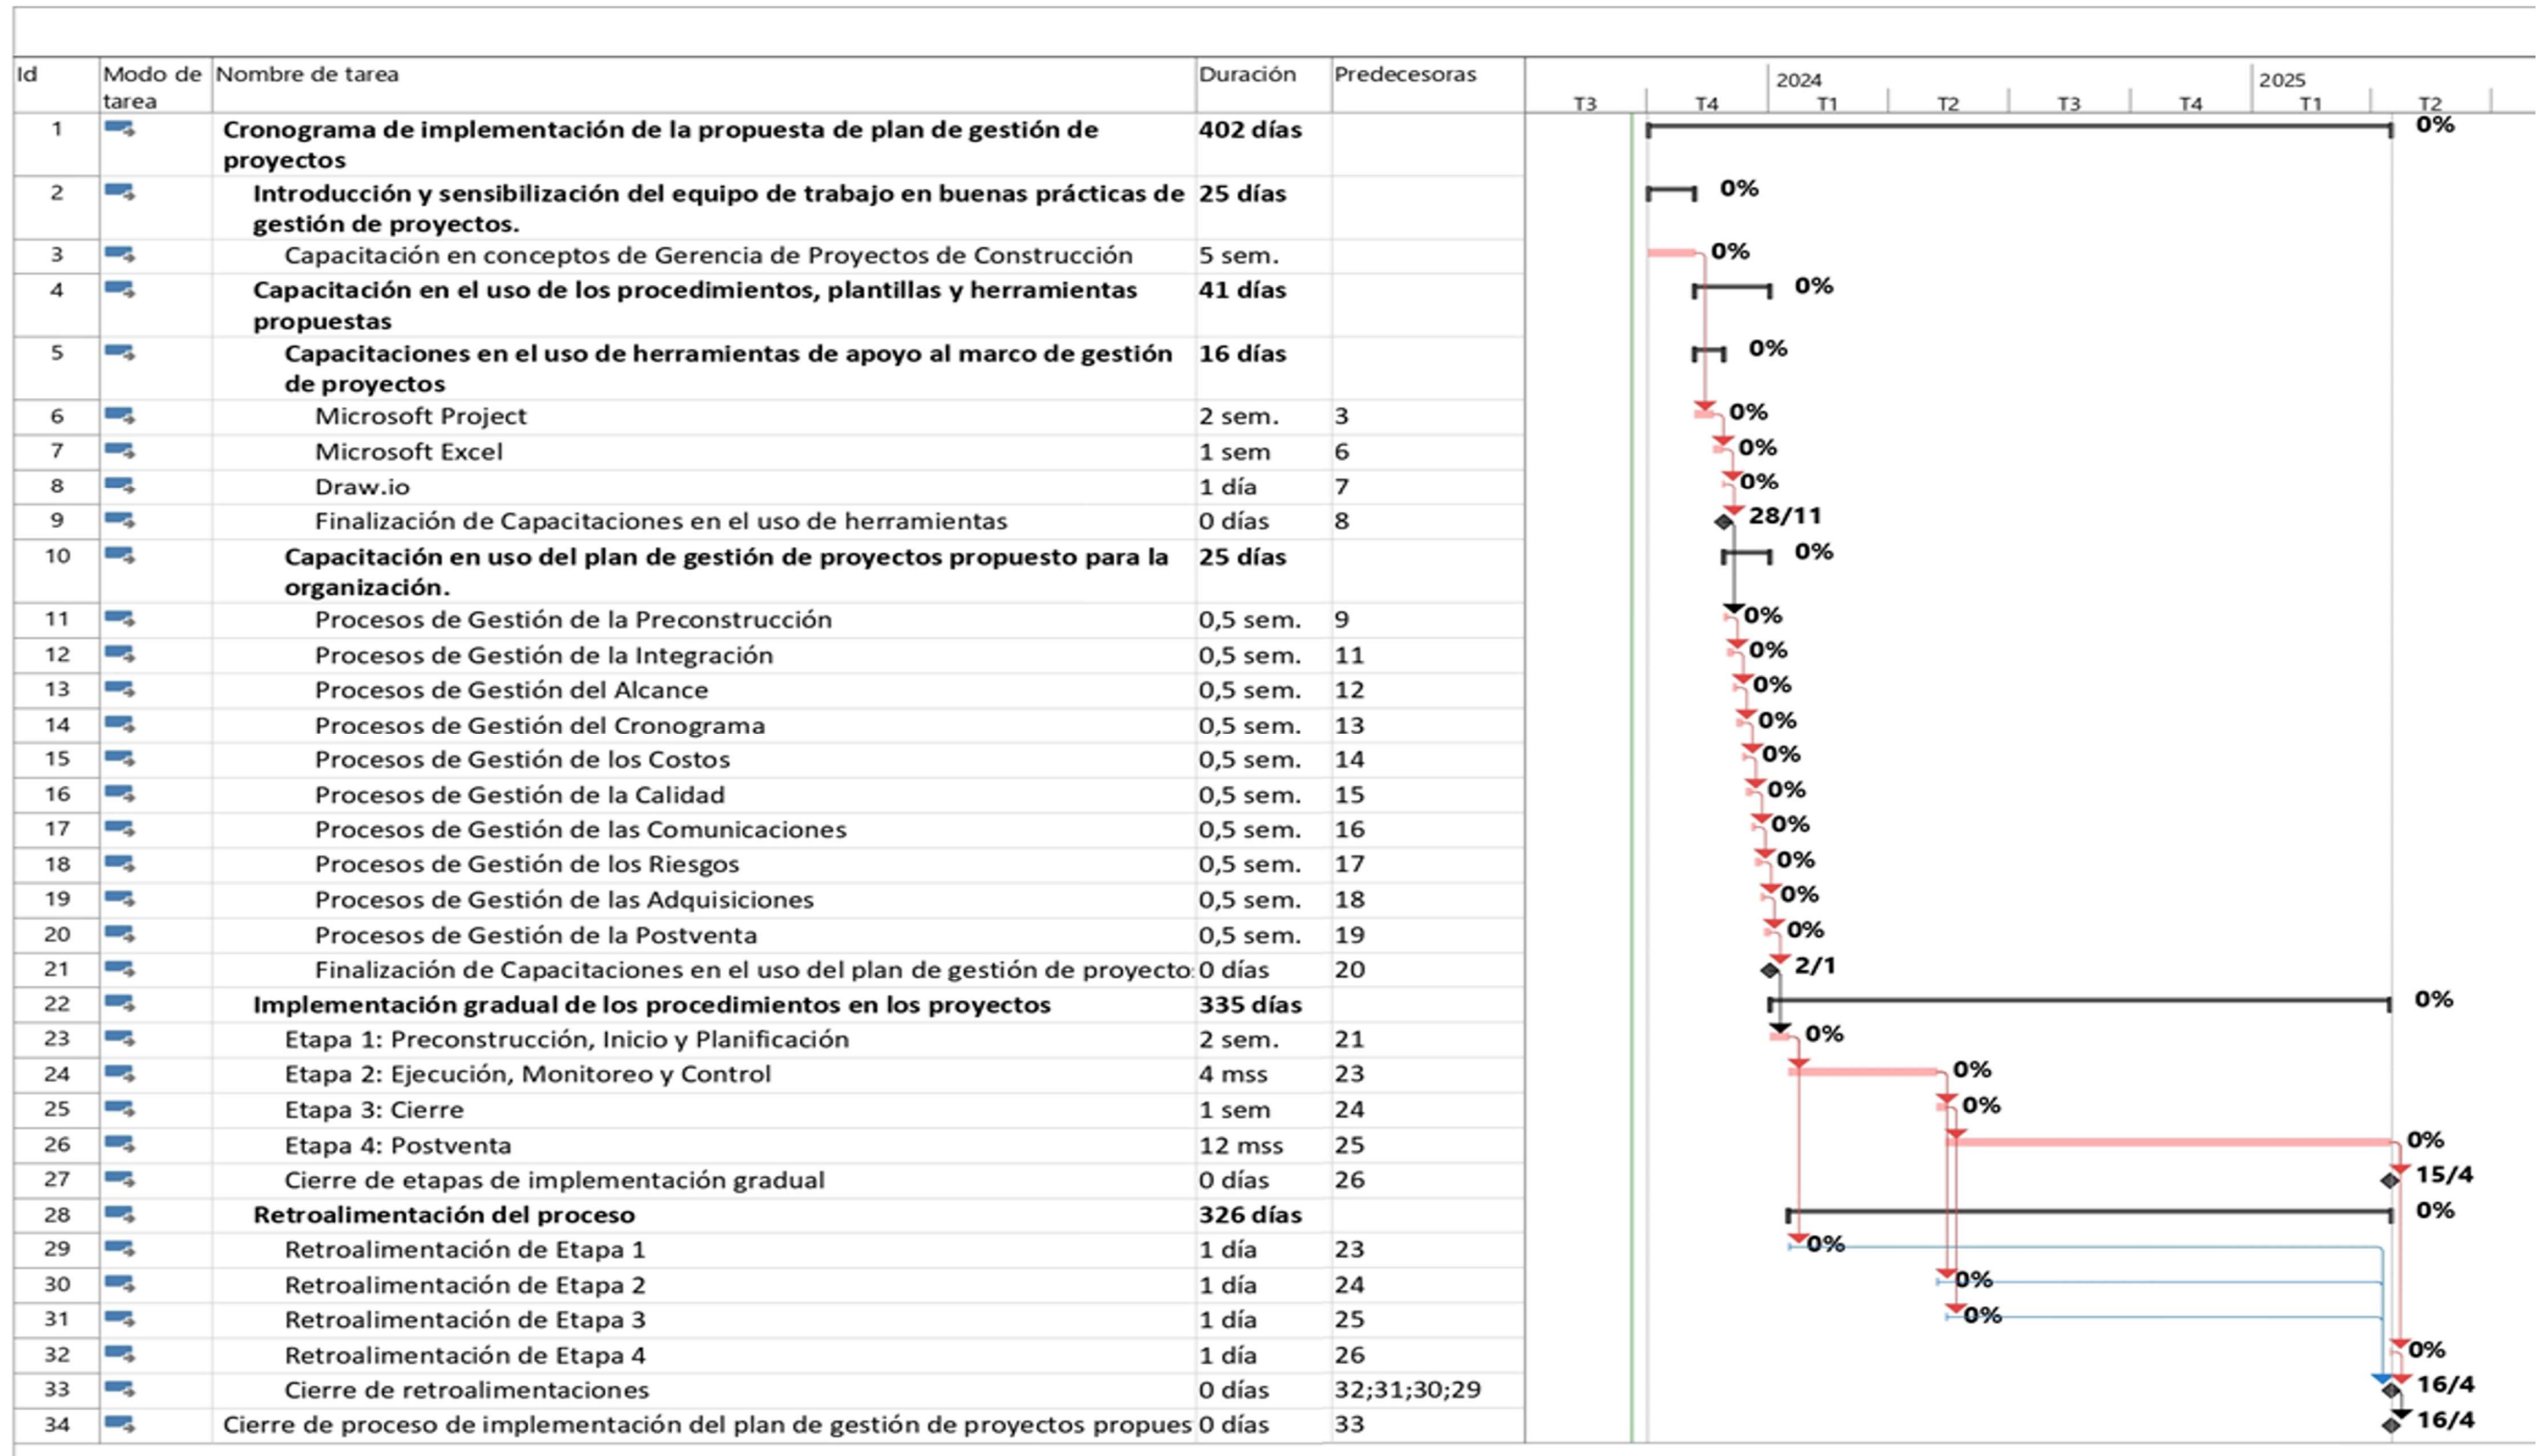 Id Modo de tarea Nombre de tarea Duración Predecesoras
2024 2025
T3 T4 T1 T2 T3 T4 T1 T2
1 Cronograma de implementación de la propuesta de plan de gestión de 402 días 0%
proyectos
2 Introducción y sensibilización del equipo de trabajo en buenas prácticas de 25 días 0%
gestión de proyectos.
3 Capacitación en conceptos de Gerencia de Proyectos de Construcción 5 sem. 0%
4 Capacitación en el uso de los procedimientos, plantillas y herramientas 41 días 0%
propuestas
5 Capacitaciones en el uso de herramientas de apoyo al marco de gestión 16 días 0%
de proyectos
6 Microsoft Project 2 sem. 3 0%
7 Microsoft Excel 1 sem 6 0%
8 Draw.io 1 día 7 0%
9 Finalización de Capacitaciones en el uso de herramientas 0 días 8 28/11
10 Capacitación en uso del plan de gestión de proyectos propuesto para la 25 días 0%
organización.
11 Procesos de Gestión de la Preconstrucción 0,5 sem. 9 0%
12 Procesos de Gestión de la Integración 0,5 sem. 11 0%
13 Procesos de Gestión del Alcance 0,5 sem. 12 0%
14 Procesos de Gestión del Cronograma 0,5 sem. 13 0%
15 Procesos de Gestión de los Costos 0,5 sem. 14 0%
16 Procesos de Gestión de la Calidad 0,5 sem. 15 0%
17 Procesos de Gestión de las Comunicaciones 0,5 sem. 16 0%
18 Procesos de Gestión de los Riesgos 0,5 sem. 17 0%
19 Procesos de Gestión de las Adquisiciones 0,5 sem. 18 0%
20 Procesos de Gestión de la Postventa 0,5 sem. 19 0%
21 Finalización de Capacitaciones en el uso del plan de gestión de proyecto 0 días 20 2/1
22 Implementación gradual de los procedimientos en los proyectos 335 días 0%
23 Etapa 1: Preconstrucción, Inicio y Planificación 2 sem. 21 0%
24 Etapa 2: Ejecución, Monitoreo y Control 4 mss 23 0%
25 Etapa 3: Cierre 1 sem 24 0%
26 Etapa 4: Postventa 12 mss 25 0%
27 Cierre de etapas de implementación gradual 0 días 26 15/4
28 Retroalimentación del proceso 326 días 0%
29 Retroalimentación de Etapa 1 1 día 23 0%
30 Retroalimentación de Etapa 2 1 día 24 0%
31 Retroalimentación de Etapa 3 1 día 25 0%
32 Retroalimentación de Etapa 4 1 día 26 0%
33 Cierre de retroalimentaciones 0 días 32;31;30;29 16/4
34 Cierre de proceso de implementación del plan de gestión de proyectos propues 0 días 33 16/4